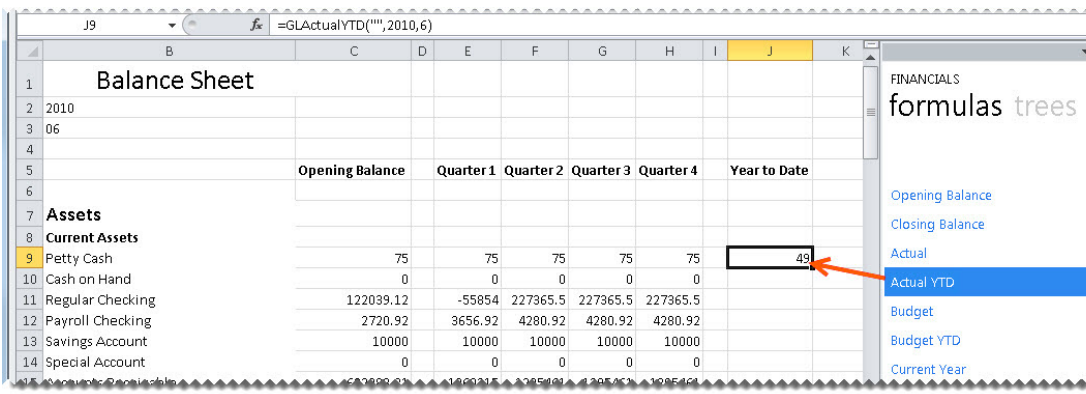 J9 fx =GLActualYTD("",2010,6)
B C D E F G H I J K
1 Balance Sheet
2 2010
3 06
4
5 Opening Balance Quarter 1 Quarter 2 Quarter 3 Quarter 4 Year to Date
6
7 Assets
8 Current Assets
9 Petty Cash 75 75 75 75 75 49
10 Cash on Hand 0 0 0 0 0
11 Regular Checking 122039.12 -55854 227365.5 227365.5 227365.5
12 Payroll Checking 2720.92 3656.92 4280.92 4280.92 4280.92
13 Savings Account 10000 10000 10000 10000 10000
14 Special Account 0 0 0 0 0
FINANCIALS
formulas trees
Opening Balance
Closing Balance
Actual
Actual YTD
Budget
Budget YTD
Current Year